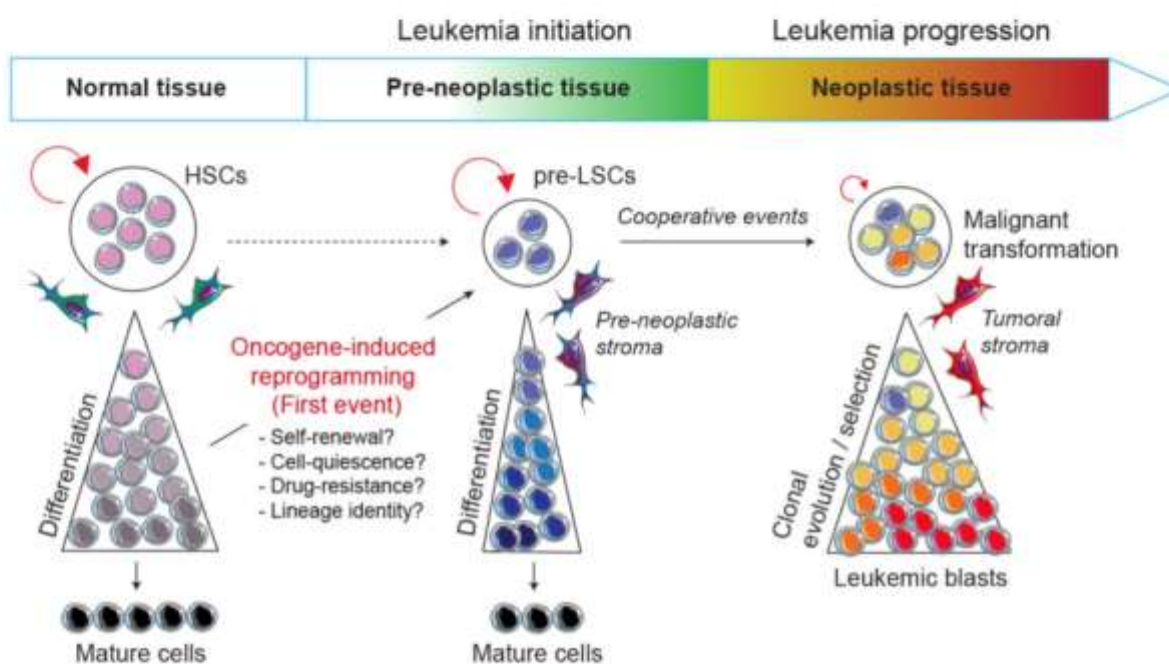 Leukemia initiation
Leukemia progression
Normal tissue
Pre-neoplastic tissue
Neoplastic tissue
HSCs
pre-LSCs
Cooperative events
Malignant
transformation
Pre-neoplastic
stroma
Tumoral
stroma
Oncogene-induced
reprogramming
(First event)
- Self-renewal?
- Cell-quiescence?
- Drug-resistance?
- Lineage identity?
Differentiation
Differentiation
Clonal
evolution / selection
Leukemic blasts
Mature cells
Mature cells